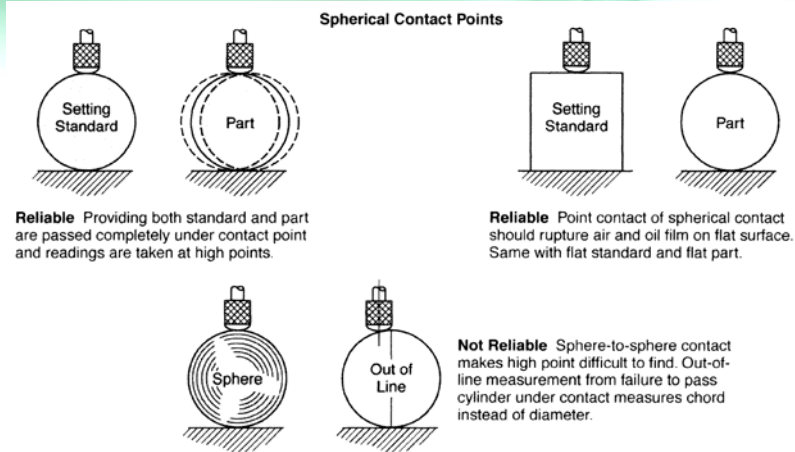 Spherical Contact Points
Setting
Standard
Part
Setting
Standard
Part
Reliable Providing both standard and part
are passed completely under contact point
and readings are taken at high points.
Reliable Point contact of spherical contact
should rupture air and oil film on flat surface.
Same with flat standard and flat part.
Sphere
Out of
Line
Not Reliable Sphere-to-sphere contact
makes high point difficult to find. Out-of-
line measurement from failure to pass
cylinder under contact measures chord
instead of diameter.